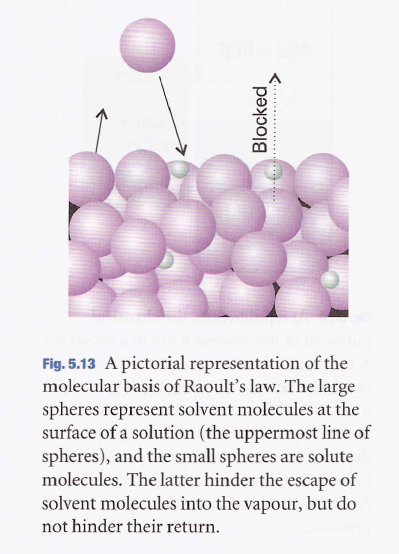 Blocked
Fig. 5.13 A pictorial representation of the
molecular basis of Raoult's law. The large
spheres represent solvent molecules at the
surface of a solution (the uppermost line of
spheres), and the small spheres are solute
molecules. The latter hinder the escape of
solvent molecules into the vapour, but do
not hinder their return.